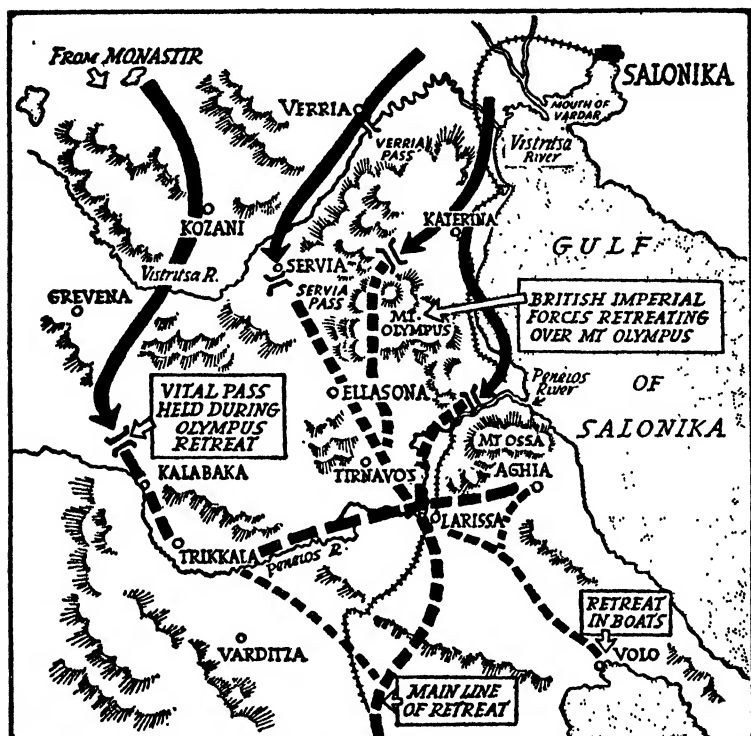 FROM MONASTIR
SALONIKA
MOUTH OF
VARDAR
VERRIA
VERRIA
PASS
Vistritsa
River
KATERINA
KOZANI
GULF
Vistritsa R.
SERVIA
SERVIA
PASS
GREVENA
MT
OLYMPUS
BRITISH IMPERIAL
FORCES RETREATING
OVER MT OLYMPUS
VITAL PASS
HELD DURING
OLYMPUS
RETREAT
ELLASONA
Peneios
River
OF
SALONIKA
MT OSSA
AGHIA
TIRNAVOS
KALABAKA
LARISSA
TRIKKALA
Peneios R.
RETREAT
IN BOATS
VARDITZA
VOLO
MAIN LINE
OF RETREAT